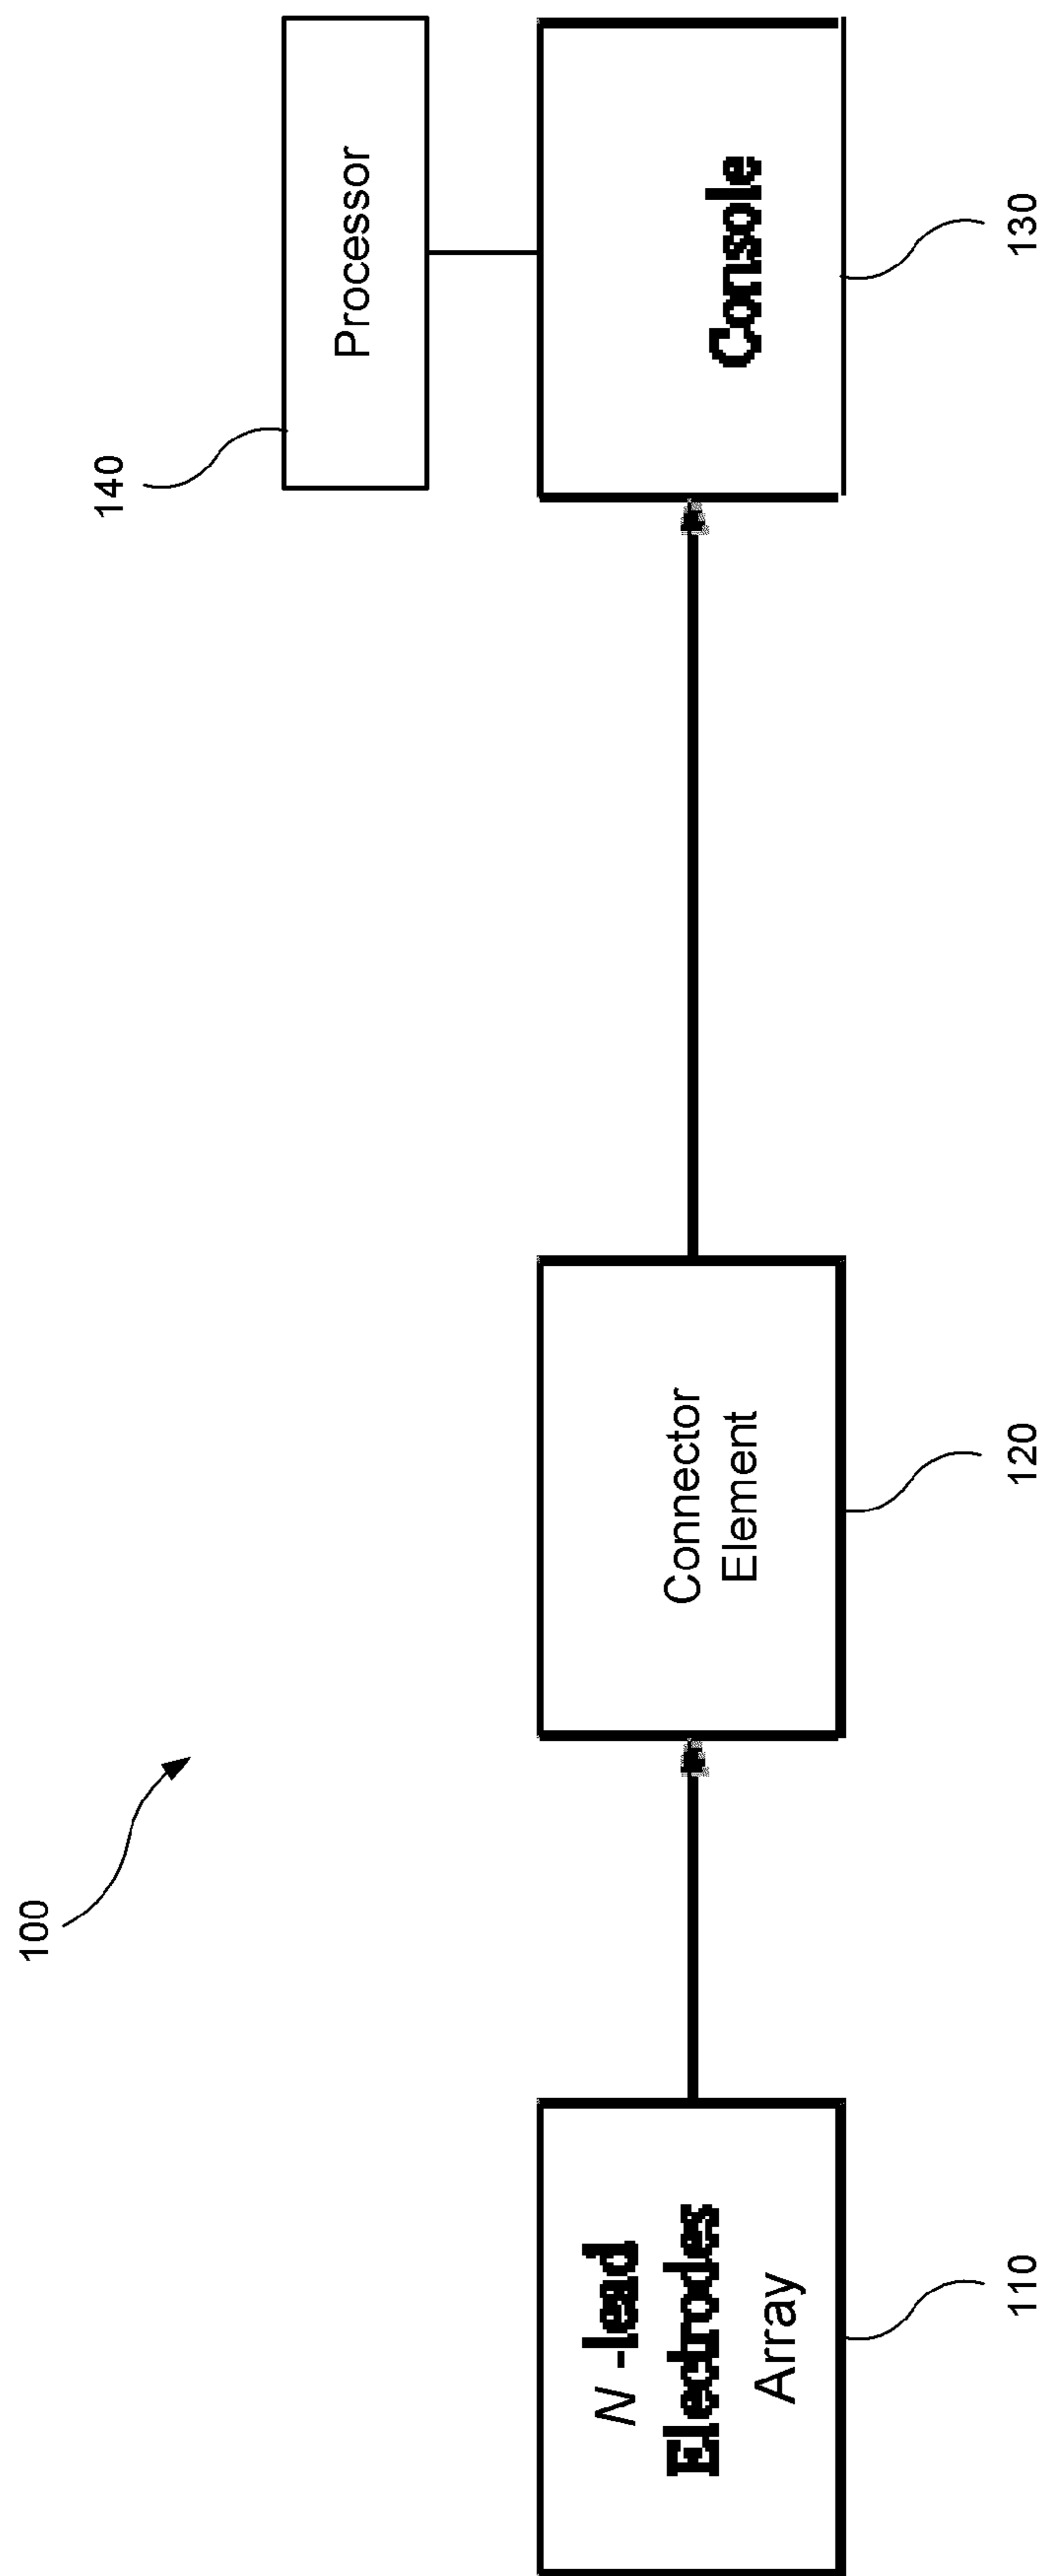 100
140
Processor
N -lead
Electrodes
Array
Connector
Element
Console
110
120
130